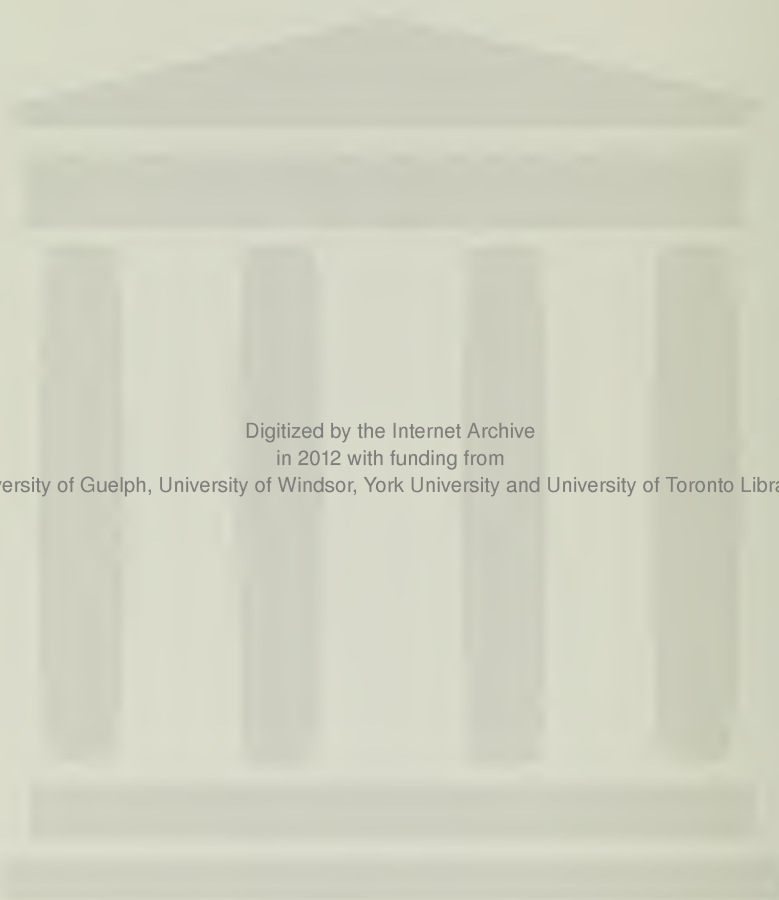 Digitized by the Internet Archive
in 2012 with funding from
versity of Guelph, University of Windsor, York University and University of Toronto Libra